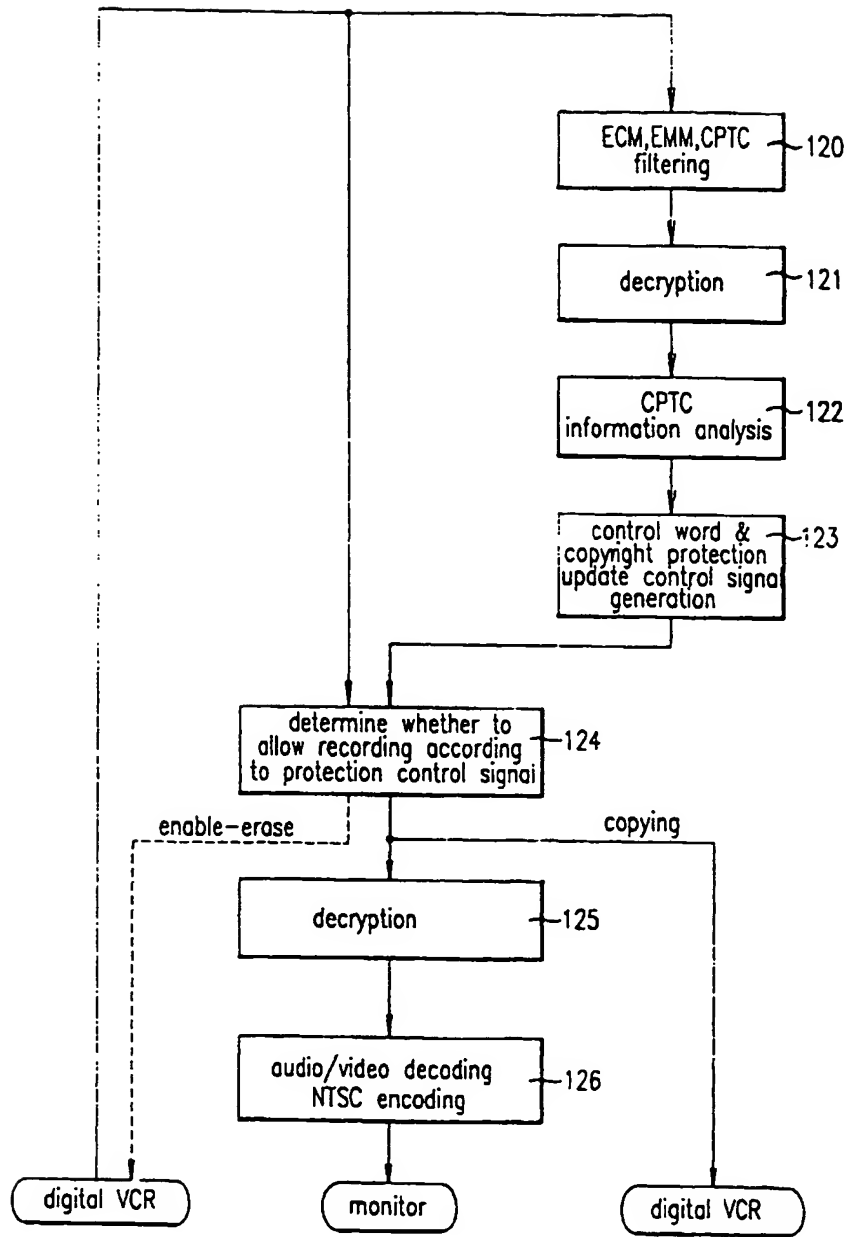 ECM,EMM,CPTC
filtering
120
decryption
121
CPTC
information analysis
122
control word &
copyright protection
update control signal
generation
123
determine whether to
allow recording according
to protection control signal
124
enable-erase
copying
decryption
125
audio/video decoding
NTSC encoding
126
digital VCR
monitor
digital VCR